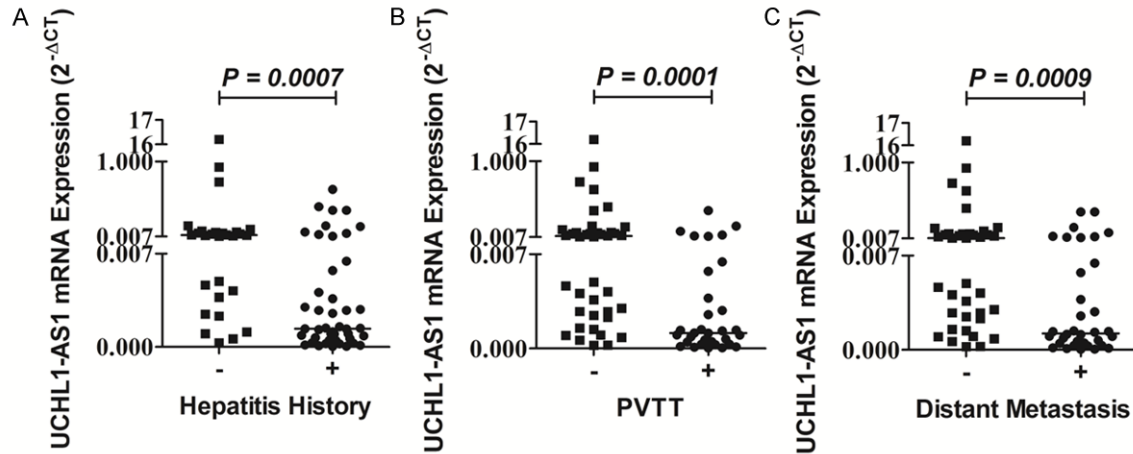 A
UCHL1-AS1 mRNA Expression (2^-ΔCT)
P = 0.0007
17
16
1.000
0.007
0.007
0.000
- +
Hepatitis History
B
UCHL1-AS1 mRNA Expression (2^-ΔCT)
P = 0.0001
17
16
1.000
0.007
0.007
0.000
- +
PVTT
C
UCHL1-AS1 mRNA Expression (2^-ΔCT)
P = 0.0009
17
16
1.000
0.007
0.007
0.000
- +
Distant Metastasis